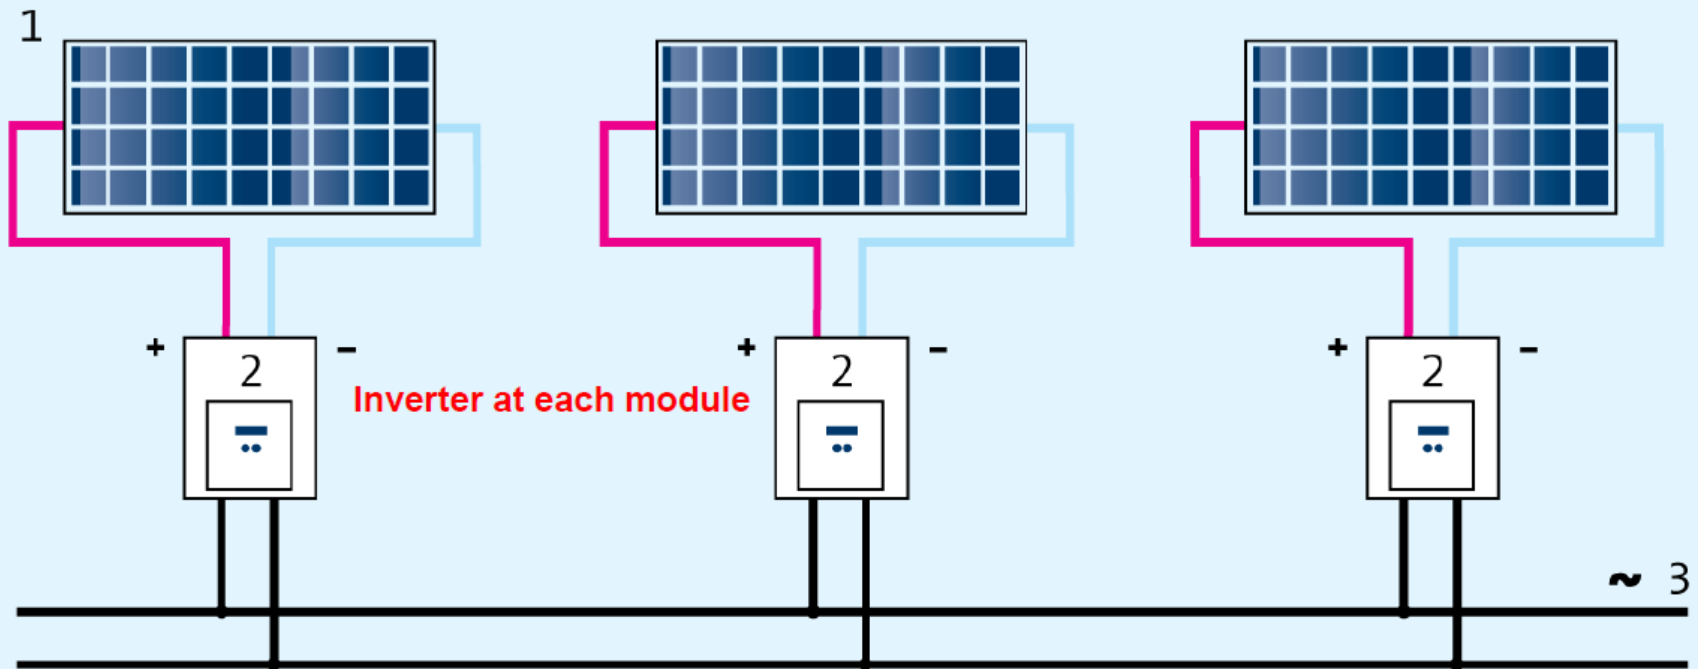 1
+ 2 –
+ 2 –
+ 2 –
Inverter at each module
~ 3